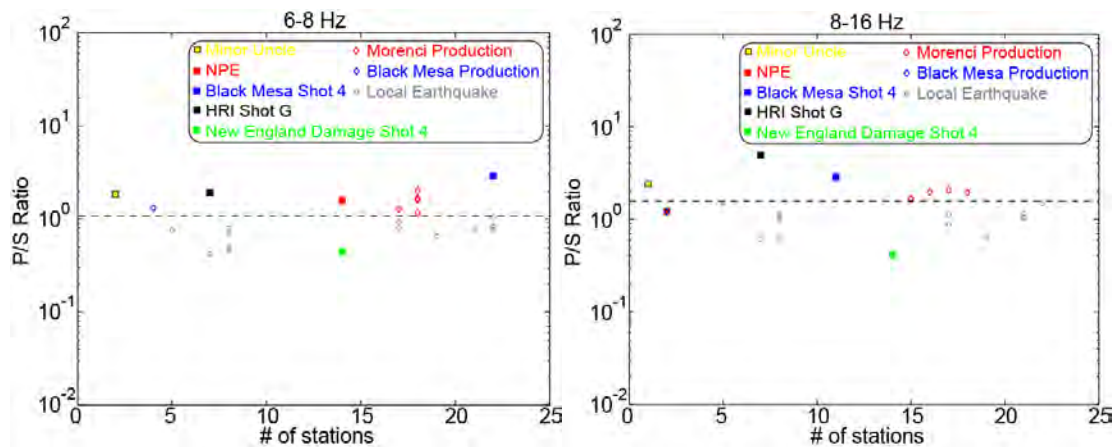 6-8 Hz
Minor Uncle
Morenci Production
NPE
Black Mesa Production
Black Mesa Shot 4
Local Earthquake
HRI Shot G
New England Damage Shot 4
P/S Ratio
10^2
10^1
10^0
10^-1
10^-2
0 5 10 15 20 25
# of stations
8-16 Hz
Minor Uncle
Morenci Production
NPE
Black Mesa Production
Black Mesa Shot 4
Local Earthquake
HRI Shot G
New England Damage Shot 4
P/S Ratio
10^2
10^1
10^0
10^-1
10^-2
0 5 10 15 20 25
# of stations